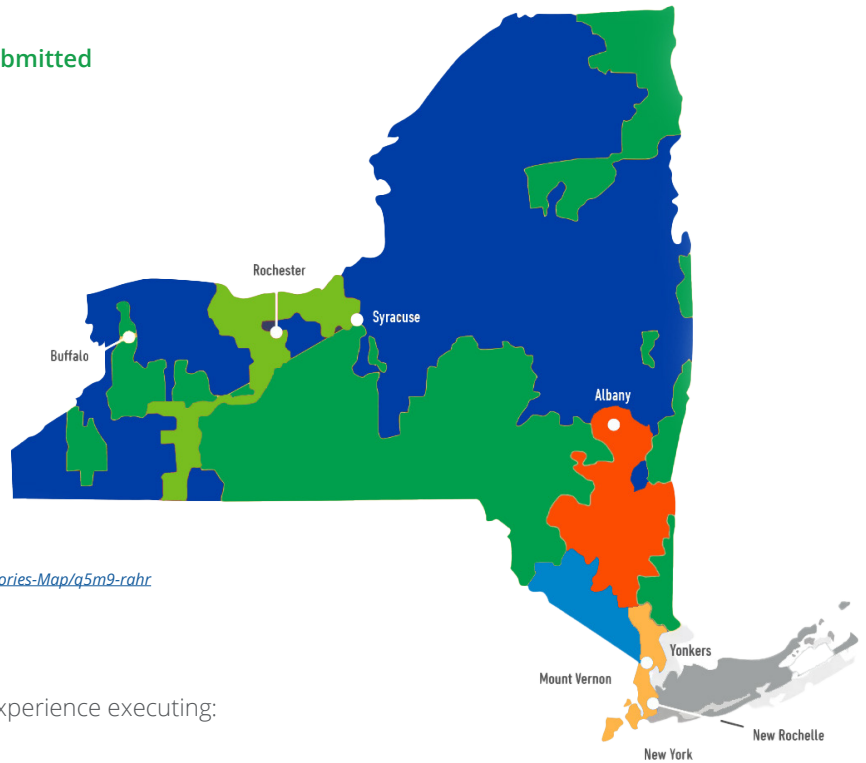 bmitted
Rochester
Syracuse
Buffalo
Albany
ories-Map/q5m9-rahr
Yonkers
Mount Vernon
xperience executing:
New Rochelle
New York